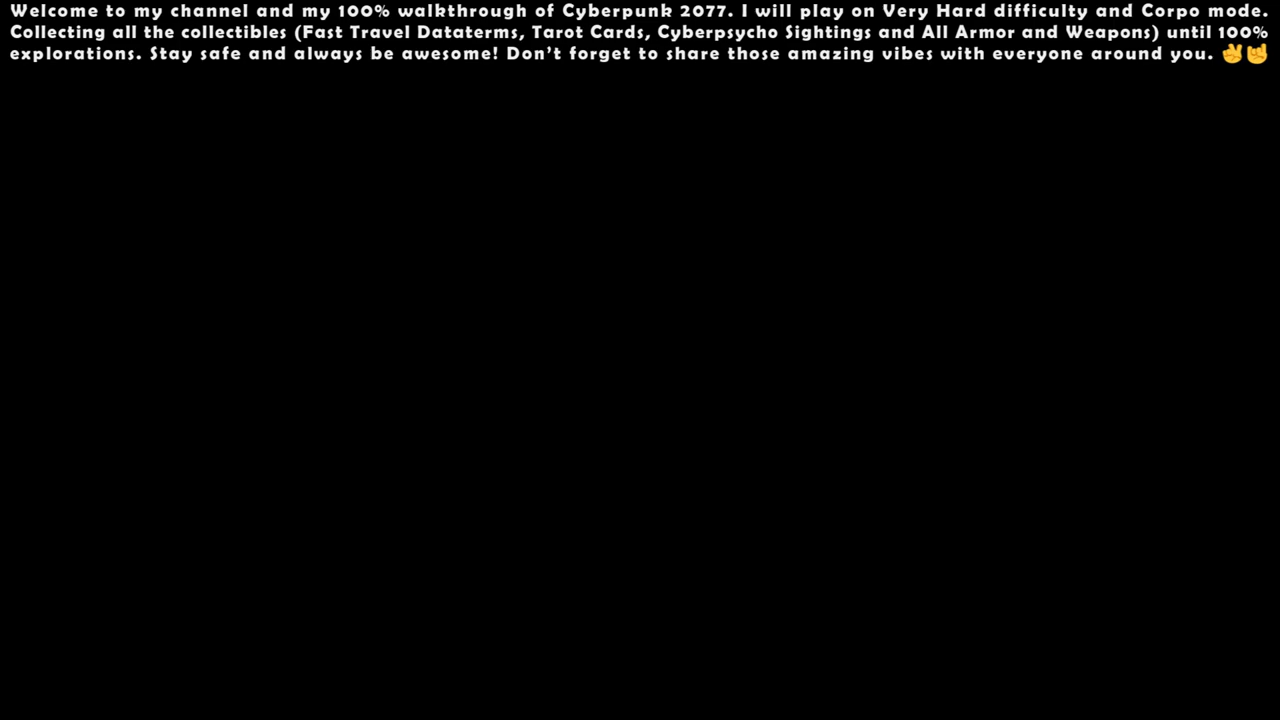 Welcome to my channel and my 100% walkthrough of Cyberpunk 2077. I will play on Very Hard difficulty and Corpo mode.
Collecting all the collectibles (Fast Travel Dataterms, Tarot Cards, Cyberpsycho Sightings and All Armor and Weapons) until 100%
explorations. Stay safe and always be awesome! Don’t forget to share those amazing vibes with everyone around you. ✌🤘